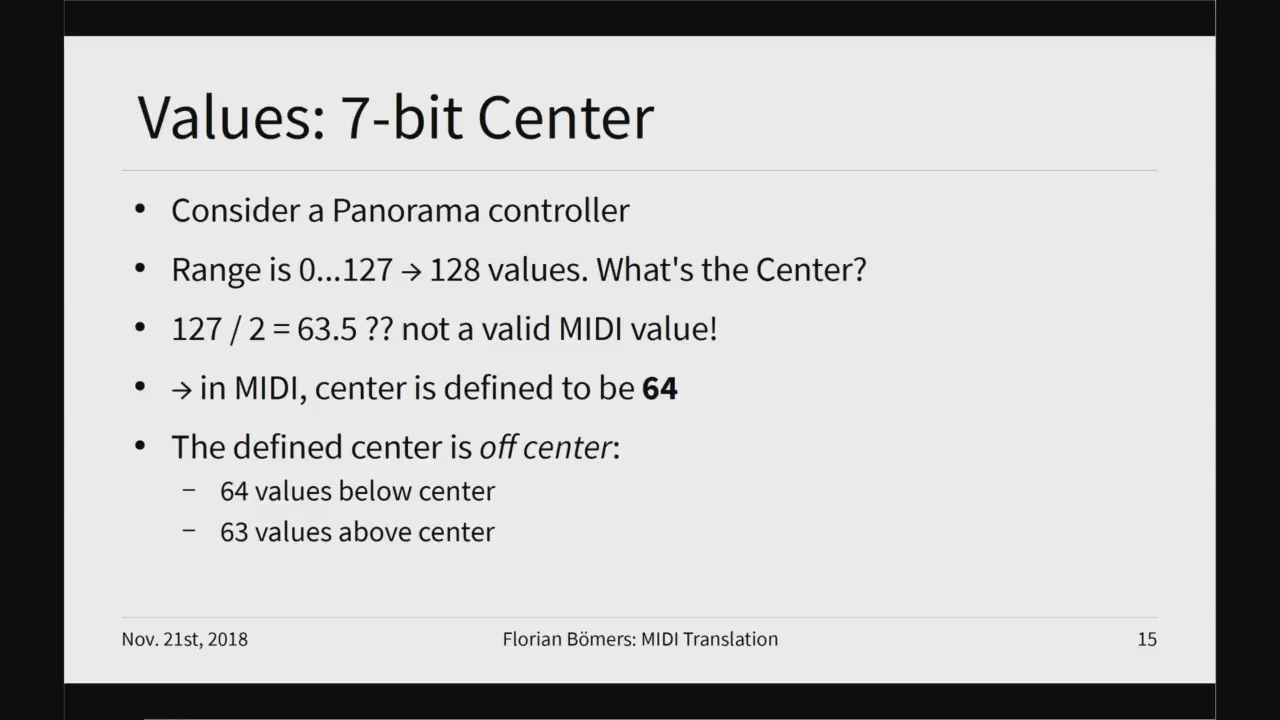 Values: 7-bit Center
• Consider a Panorama controller
• Range is 0...127 → 128 values. What's the Center?
• 127 / 2 = 63.5 ?? not a valid MIDI value!
• → in MIDI, center is defined to be 64
• The defined center is off center:
– 64 values below center
– 63 values above center
Nov. 21st, 2018
Florian Bömers: MIDI Translation
15